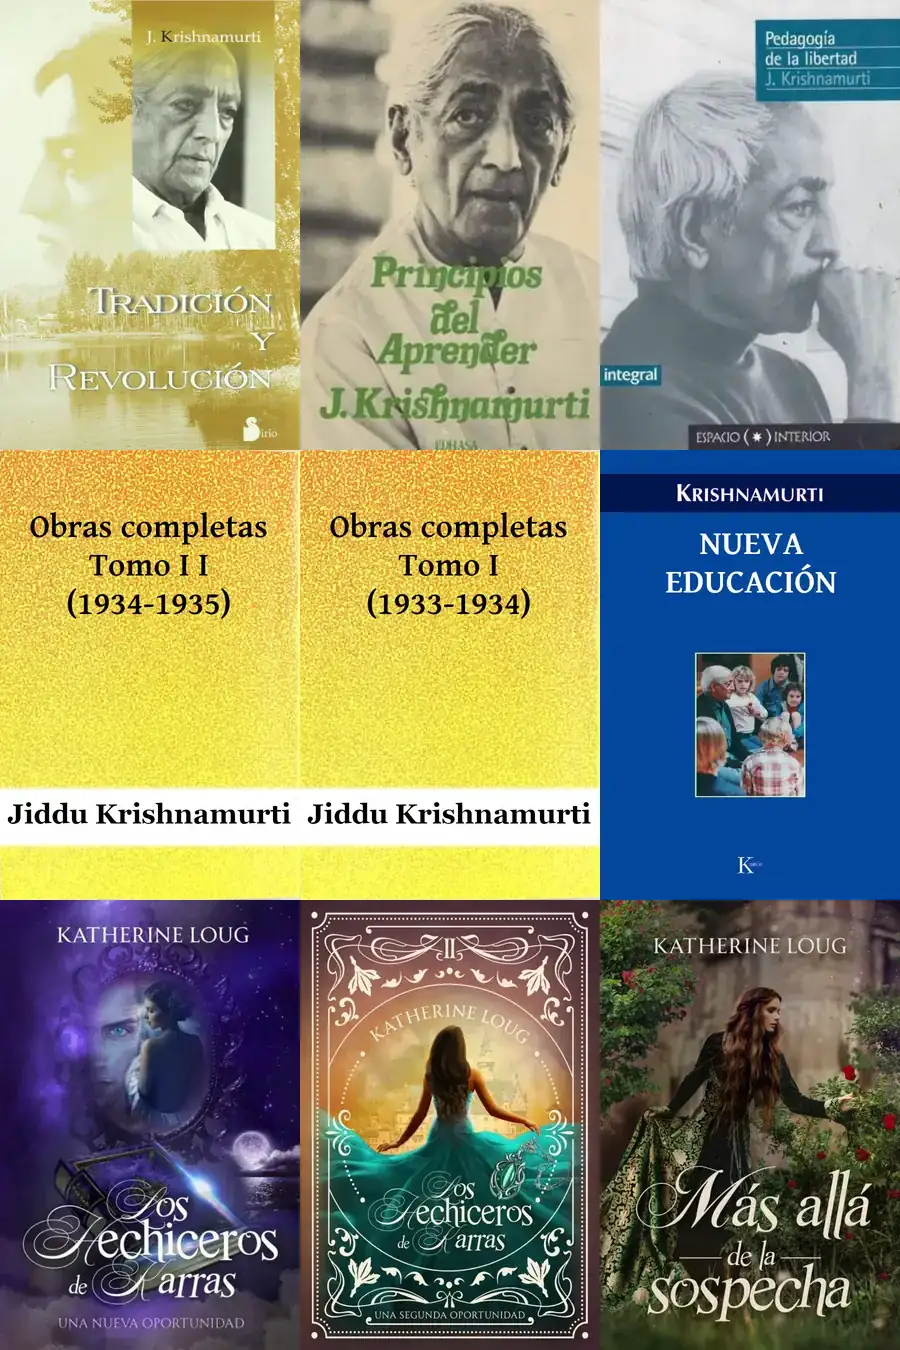 J. Krishnamurti
TRADICIÓN
Y
REVOLUCIÓN
Sirio
Principios
del
Aprender
J. Krishnamurti
EDHASA
Pedagogía
de la libertad
J. Krishnamurti
integral
ESPACIO INTERIOR
Obras completas
Tomo I I
(1934-1935)
Jiddu Krishnamurti
Obras completas
Tomo I
(1933-1934)
Jiddu Krishnamurti
KRISHNAMURTI
NUEVA
EDUCACIÓN
KATHERINE LOUG
Los
Hechiceros
de Karras
UNA NUEVA OPORTUNIDAD
II
KATHERINE LOUG
Los
Hechiceros
de Karras
UNA SEGUNDA OPORTUNIDAD
KATHERINE LOUG
Más allá
de la
sospecha